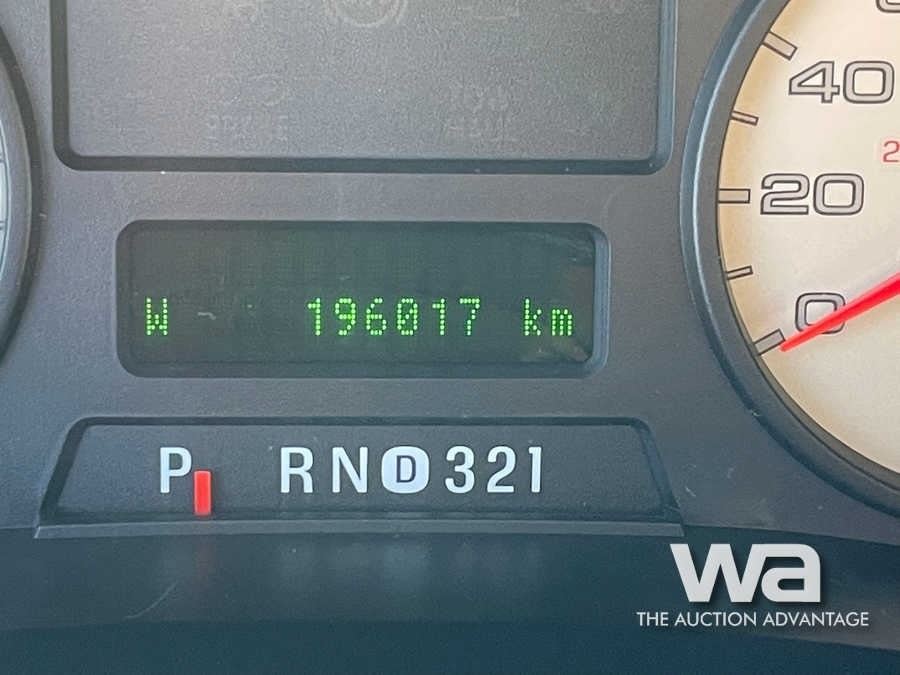 40
20
0
W 196017 km
P RND321
wa
THE AUCTION ADVANTAGE